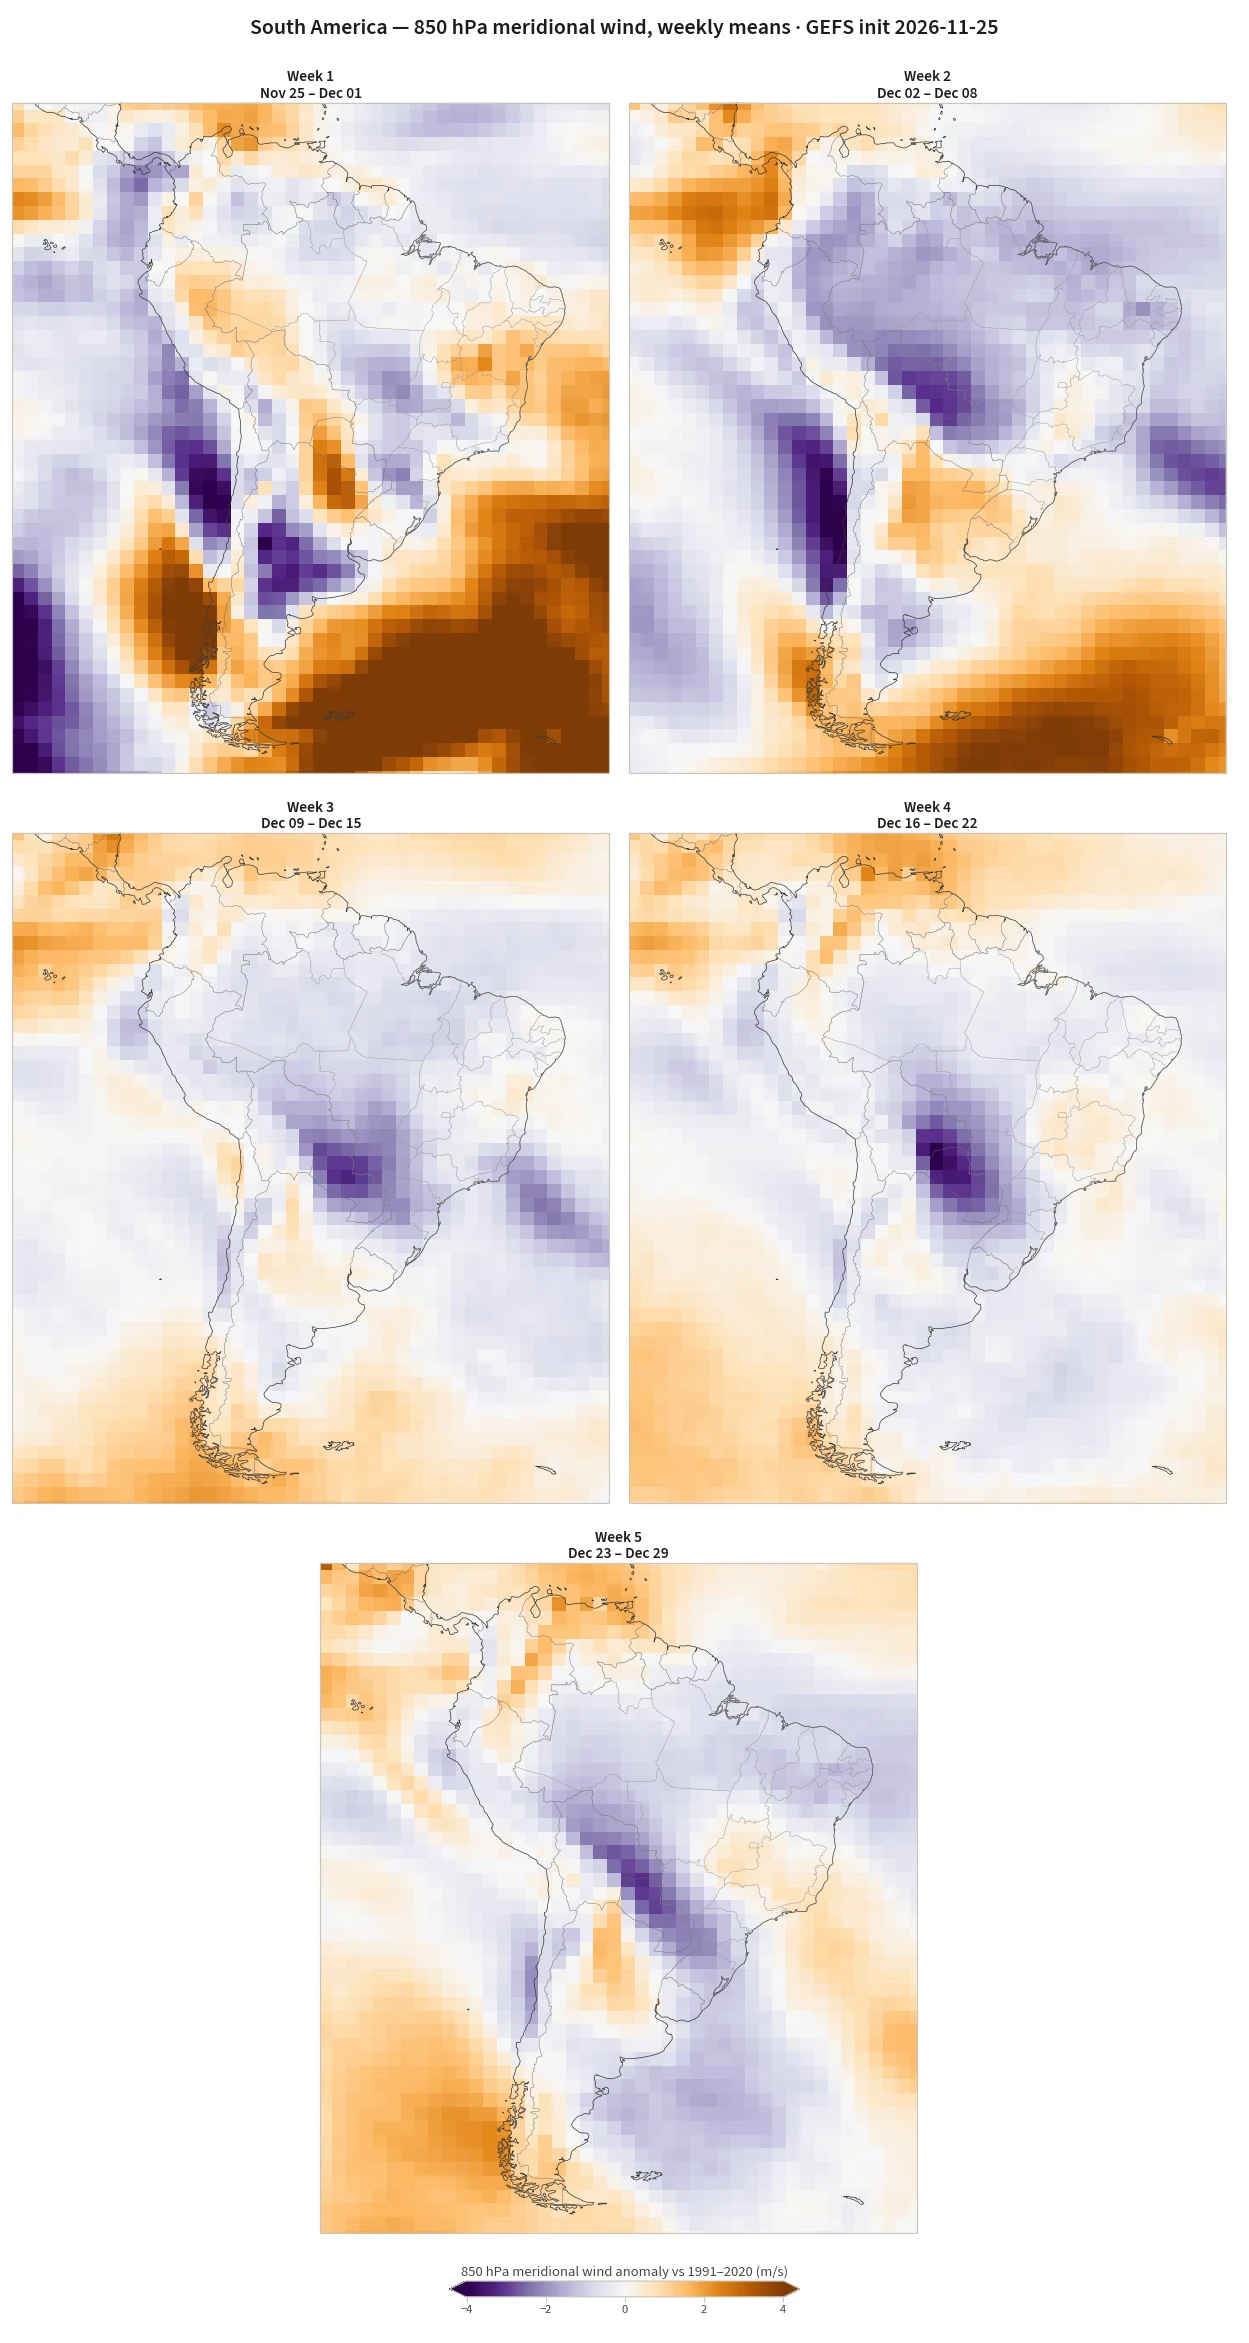 South America — 850 hPa meridional wind, weekly means · GEFS init 2026-11-25
Week 1
Nov 25 – Dec 01
Week 2
Dec 02 – Dec 08
Week 3
Dec 09 – Dec 15
Week 4
Dec 16 – Dec 22
Week 5
Dec 23 – Dec 29
850 hPa meridional wind anomaly vs 1991–2020 (m/s)
−4 −2 0 2 4